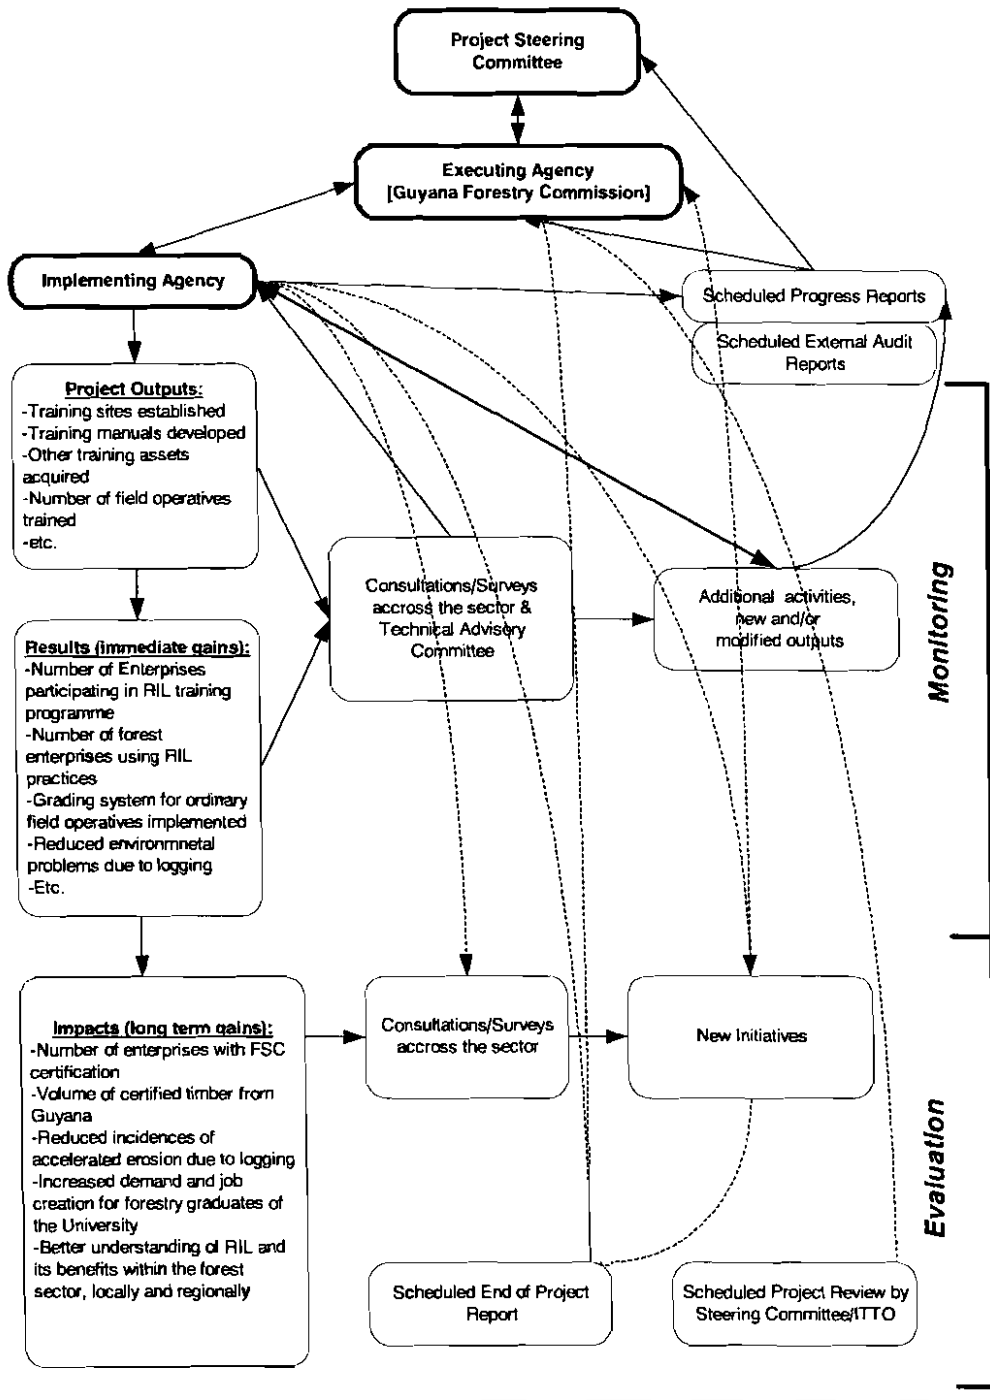 Project Steering
Committee
Executing Agency
[Guyana Forestry Commission]
Implementing Agency
Scheduled Progress Reports
Scheduled External Audit
Reports
Project Outputs:
-Training sites established
-Training manuals developed
-Other training assets
acquired
-Number of field operatives
trained
-etc.
Consultations/Surveys
accross the sector &
Technical Advisory
Committee
Additional activities,
new and/or
modified outputs
Monitoring
Results (immediate gains):
-Number of Enterprises
participating in RIL training
programme
-Number of forest
enterprises using RIL
practices
-Grading system for ordinary
field operatives implemented
-Reduced environmnetal
problems due to logging
-Etc.
Impacts (long term gains):
-Number of enterprises with FSC
certification
-Volume of certified timber from
Guyana
-Reduced incidences of
accelerated erosion due to logging
-Increased demand and job
creation for forestry graduates of
the University
-Better understanding of RIL and
its benefits within the forest
sector, locally and regionally
Consultations/Surveys
accross the sector
New Initiatives
Evaluation
Scheduled End of Project
Report
Scheduled Project Review by
Steering Committee/ITTO